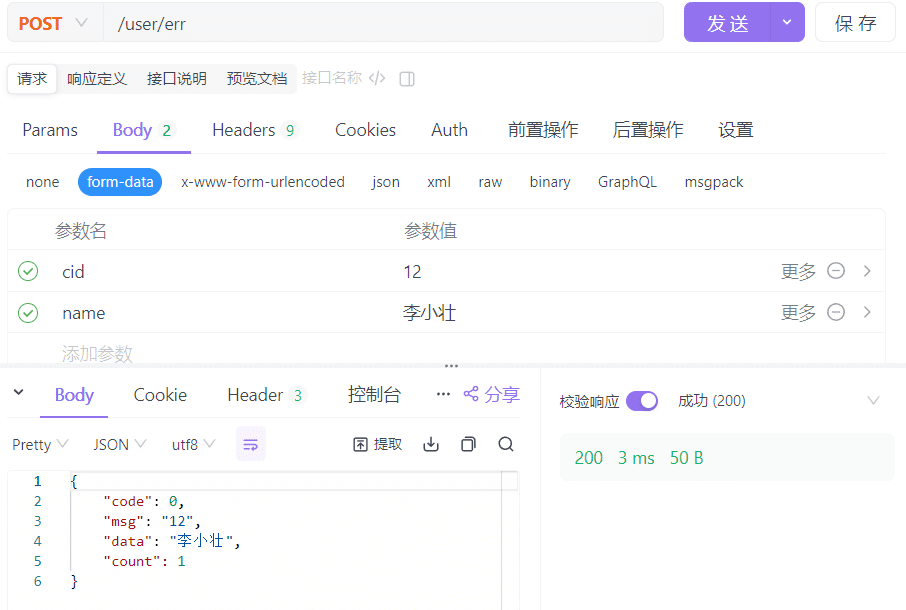 POST /user/err 发 送 保 存
请求 响应定义 接口说明 预览文档 接口名称 </>
Params Body 2 Headers 9 Cookies Auth 前置操作 后置操作 设置
none form-data x-www-form-urlencoded json xml raw binary GraphQL msgpack
参数名 参数值
cid 12 更多
name 李小壮 更多
添加参数
Body Cookie Header 3 控制台 ··· 分享
Pretty JSON utf8 提取
1 {
2 "code": 0,
3 "msg": "12",
4 "data": "李小壮",
5 "count": 1
6 }
校验响应 成功 (200)
200 3 ms 50 B